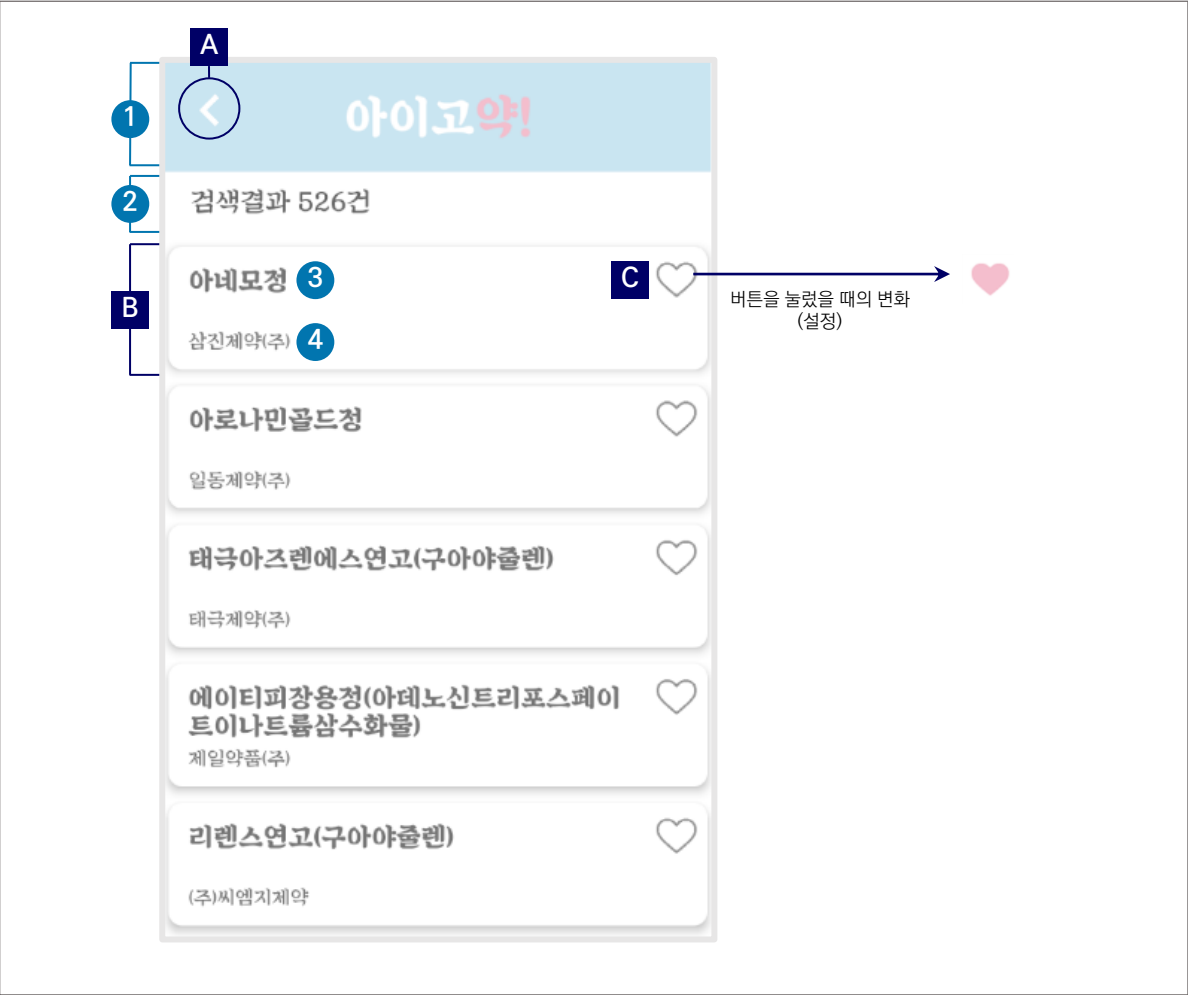 A
1
아이고약!
2
검색결과 526건
B
아네모정 3
C
삼진제약(주) 4
버튼을 눌렀을 때의 변화
(설정)
아로나민골드정
일동제약(주)
태극아즈렌에스연고(구아야줄렌)
태극제약(주)
에이티피장용정(아데노신트리포스페이
트이나트륨삼수화물)
제일약품(주)
리렌스연고(구아야줄렌)
(주)씨엠지제약